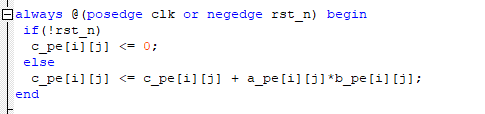 always @(posedge clk or negedge rst_n) begin
if(!rst_n)
c_pe[i][j] <= 0;
else
c_pe[i][j] <= c_pe[i][j] + a_pe[i][j]*b_pe[i][j];
end